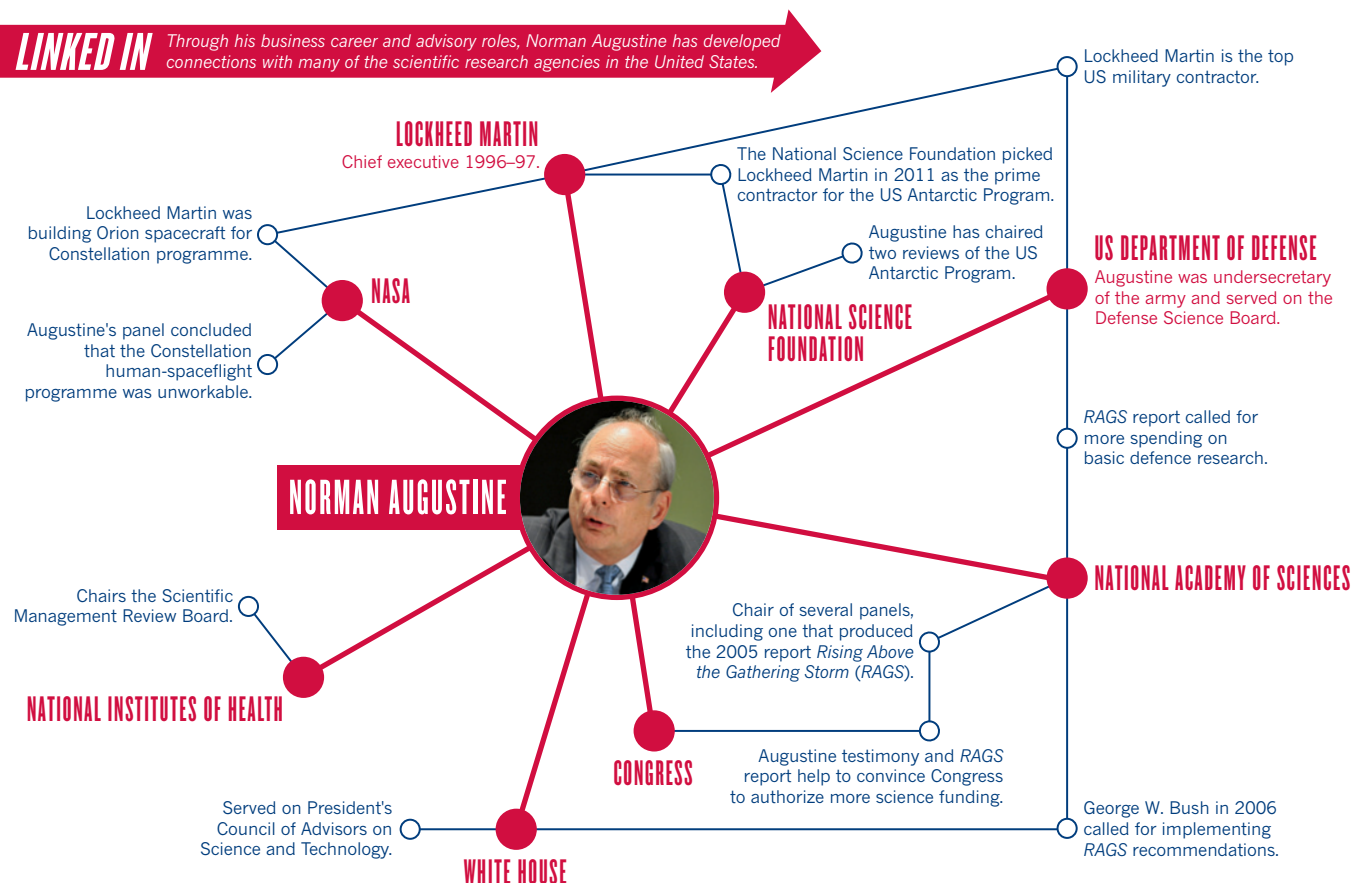 LINKED IN
Through his business career and advisory roles, Norman Augustine has developed
connections with many of the scientific research agencies in the United States.
Lockheed Martin is the top
US military contractor.
LOCKHEED MARTIN
Chief executive 1996–97.
The National Science Foundation picked
Lockheed Martin in 2011 as the prime
contractor for the US Antarctic Program.
Lockheed Martin was
building Orion spacecraft for
Constellation programme.
Augustine has chaired
two reviews of the US
Antarctic Program.
US DEPARTMENT OF DEFENSE
Augustine was undersecretary
of the army and served on the
Defense Science Board.
NASA
NATIONAL SCIENCE
FOUNDATION
Augustine's panel concluded
that the Constellation
human-spaceflight
programme was unworkable.
RAGS report called for
more spending on
basic defence research.
NORMAN AUGUSTINE
NATIONAL ACADEMY OF SCIENCES
Chairs the Scientific
Management Review Board.
Chair of several panels,
including one that produced
the 2005 report Rising Above
the Gathering Storm (RAGS).
NATIONAL INSTITUTES OF HEALTH
CONGRESS
Augustine testimony and RAGS
report help to convince Congress
to authorize more science funding.
Served on President's
Council of Advisors on
Science and Technology.
WHITE HOUSE
George W. Bush in 2006
called for implementing
RAGS recommendations.